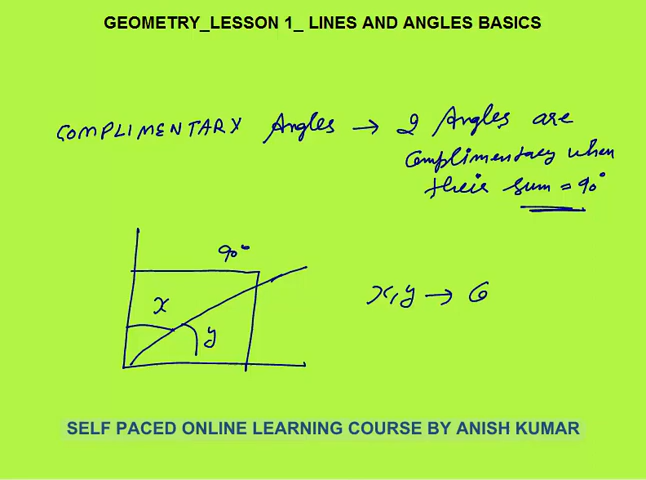 GEOMETRY_LESSON 1_ LINES AND ANGLES BASICS
COMPLIMENTARY Angles → 2 Angles are
complimentary when
their sum = 90°
90°
x
y
x, y → 6
SELF PACED ONLINE LEARNING COURSE BY ANISH KUMAR